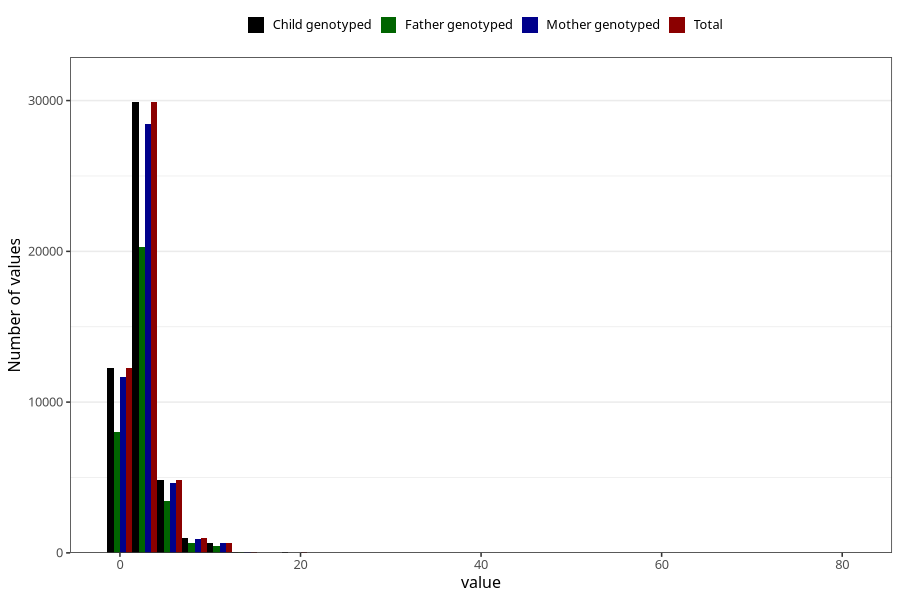 Child genotyped Father genotyped Mother genotyped Total
Number of values
30000
20000
10000
0
0 20 40 60 80
value